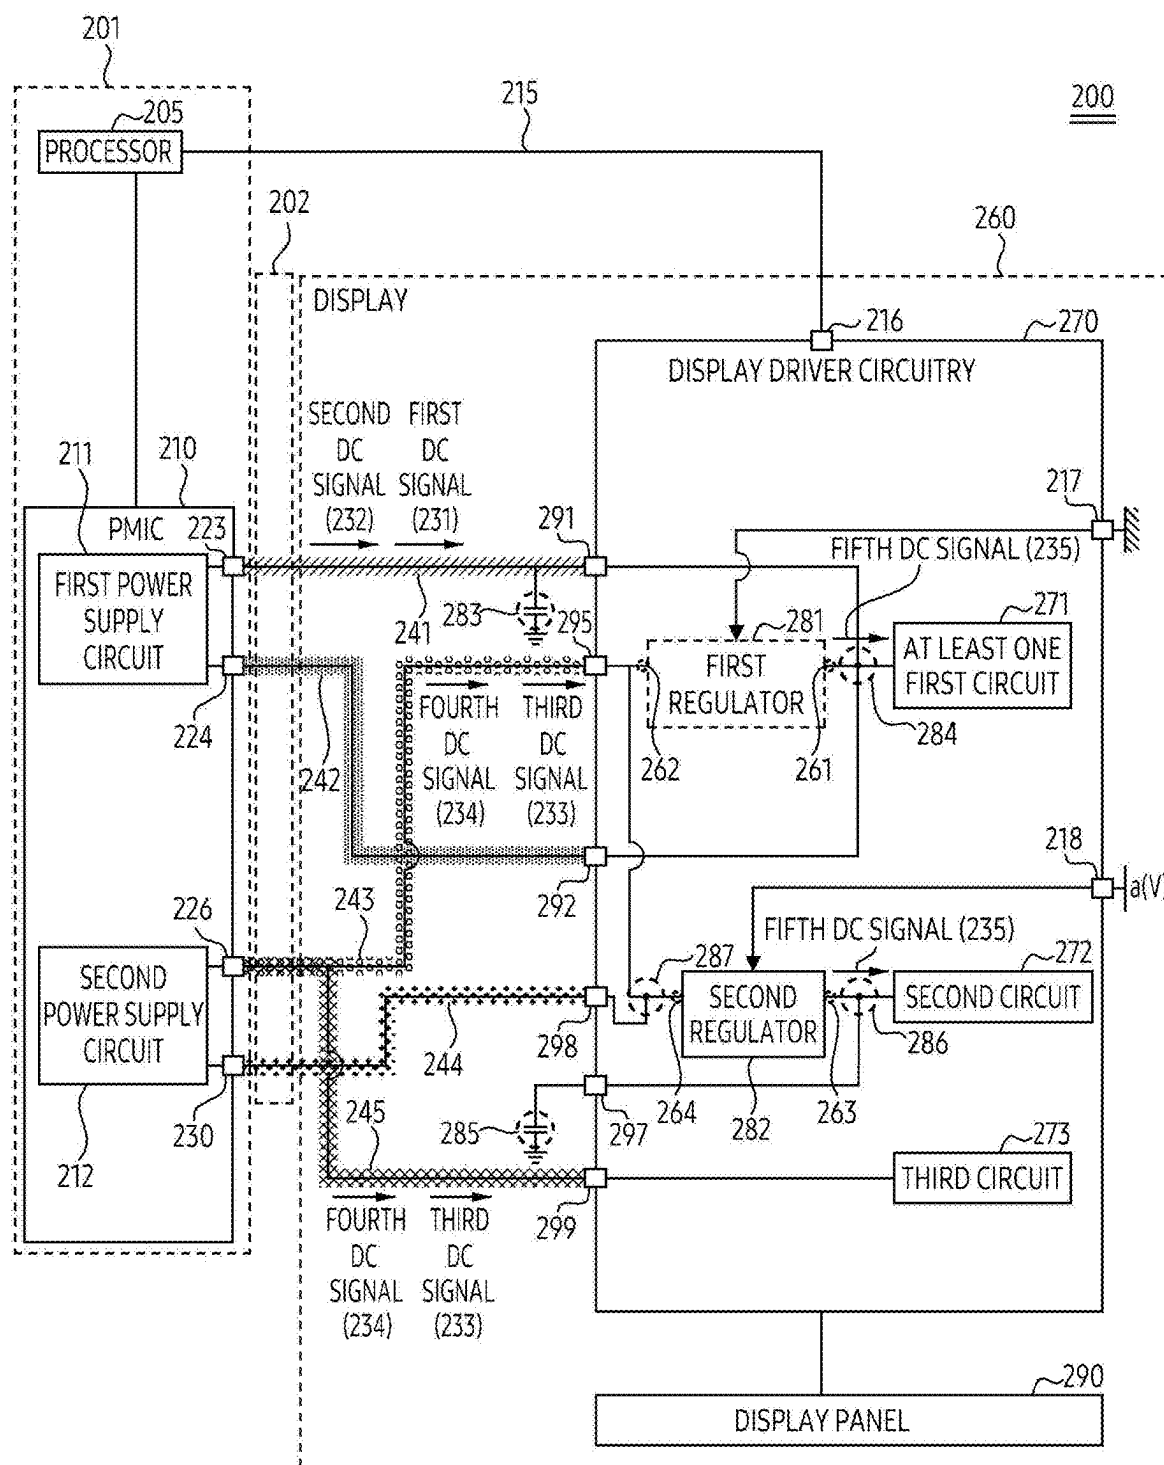 201
205
PROCESSOR
215
200
202
260
DISPLAY
216
270
DISPLAY DRIVER CIRCUITRY
SECOND
DC
SIGNAL
(232)
FIRST
DC
SIGNAL
(231)
211
210
PMIC
223
291
217
FIFTH DC SIGNAL (235)
FIRST POWER
SUPPLY
CIRCUIT
241
283
295
281
271
FIRST
REGULATOR
AT LEAST ONE
FIRST CIRCUIT
224
242
FOURTH
DC
SIGNAL
(234)
THIRD
DC
SIGNAL
(233)
262
261
284
292
218
a(V)
226
243
FIFTH DC SIGNAL (235)
287
272
SECOND
POWER SUPPLY
CIRCUIT
SECOND
REGULATOR
SECOND CIRCUIT
244
298
286
230
245
285
297
264
282
263
273
THIRD CIRCUIT
212
299
FOURTH
DC
SIGNAL
(234)
THIRD
DC
SIGNAL
(233)
290
DISPLAY PANEL